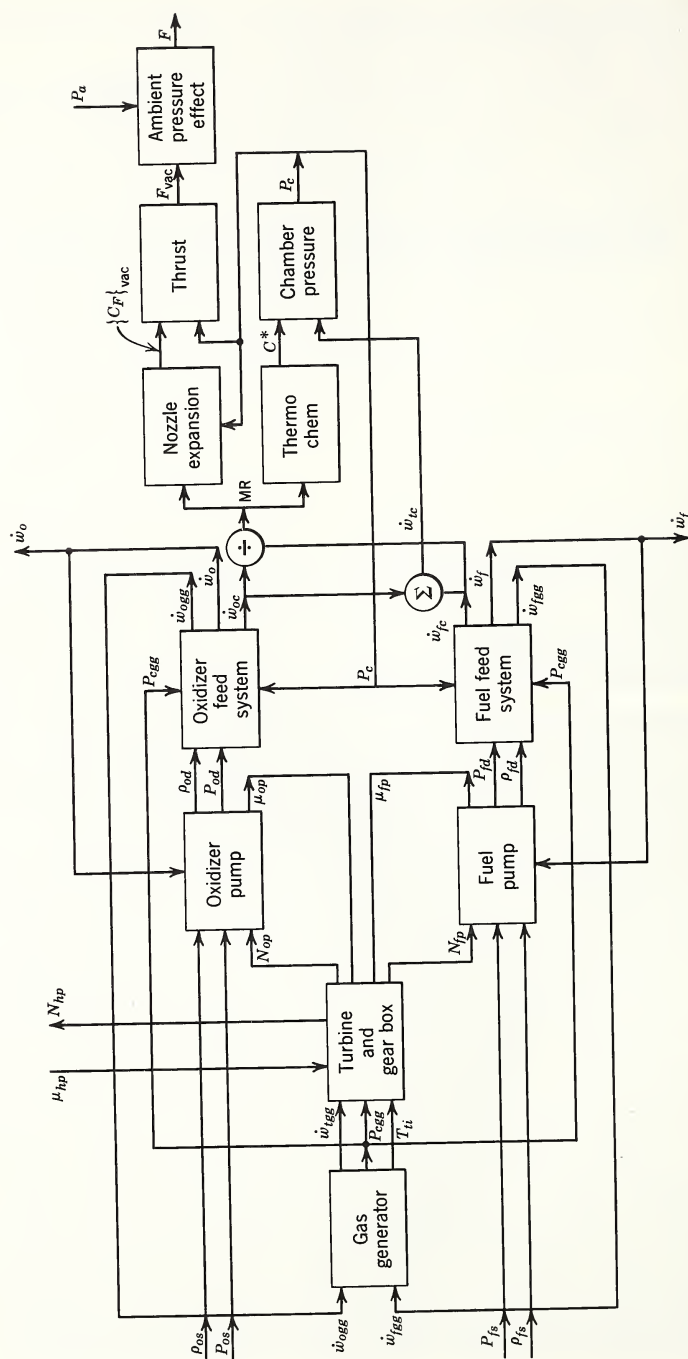 P_a
F
Ambient
pressure
effect
F_vac
Thrust
{C_F}_vac
Nozzle
expansion
P_c
Chamber
pressure
C*
Thermo
chem
MR
ẇ_tc
ẇ_o
÷
Σ
ẇ_f
ẇ_ogg
ẇ_o
ẇ_oc
ẇ_fc
ẇ_f
ẇ_fgg
P_cgg
Oxidizer
feed
system
P_c
Fuel feed
system
P_cgg
ρ_od
P_od
μ_op
μ_fp
P_fd
ρ_fd
Oxidizer
pump
Fuel
pump
N_op
N_fp
N_hp
μ_hp
Turbine
and
gear box
ẇ_tgg
P_cgg
T_ti
Gas
generator
ρ_os
P_os
ẇ_ogg
ẇ_fgg
P_fs
ρ_fs